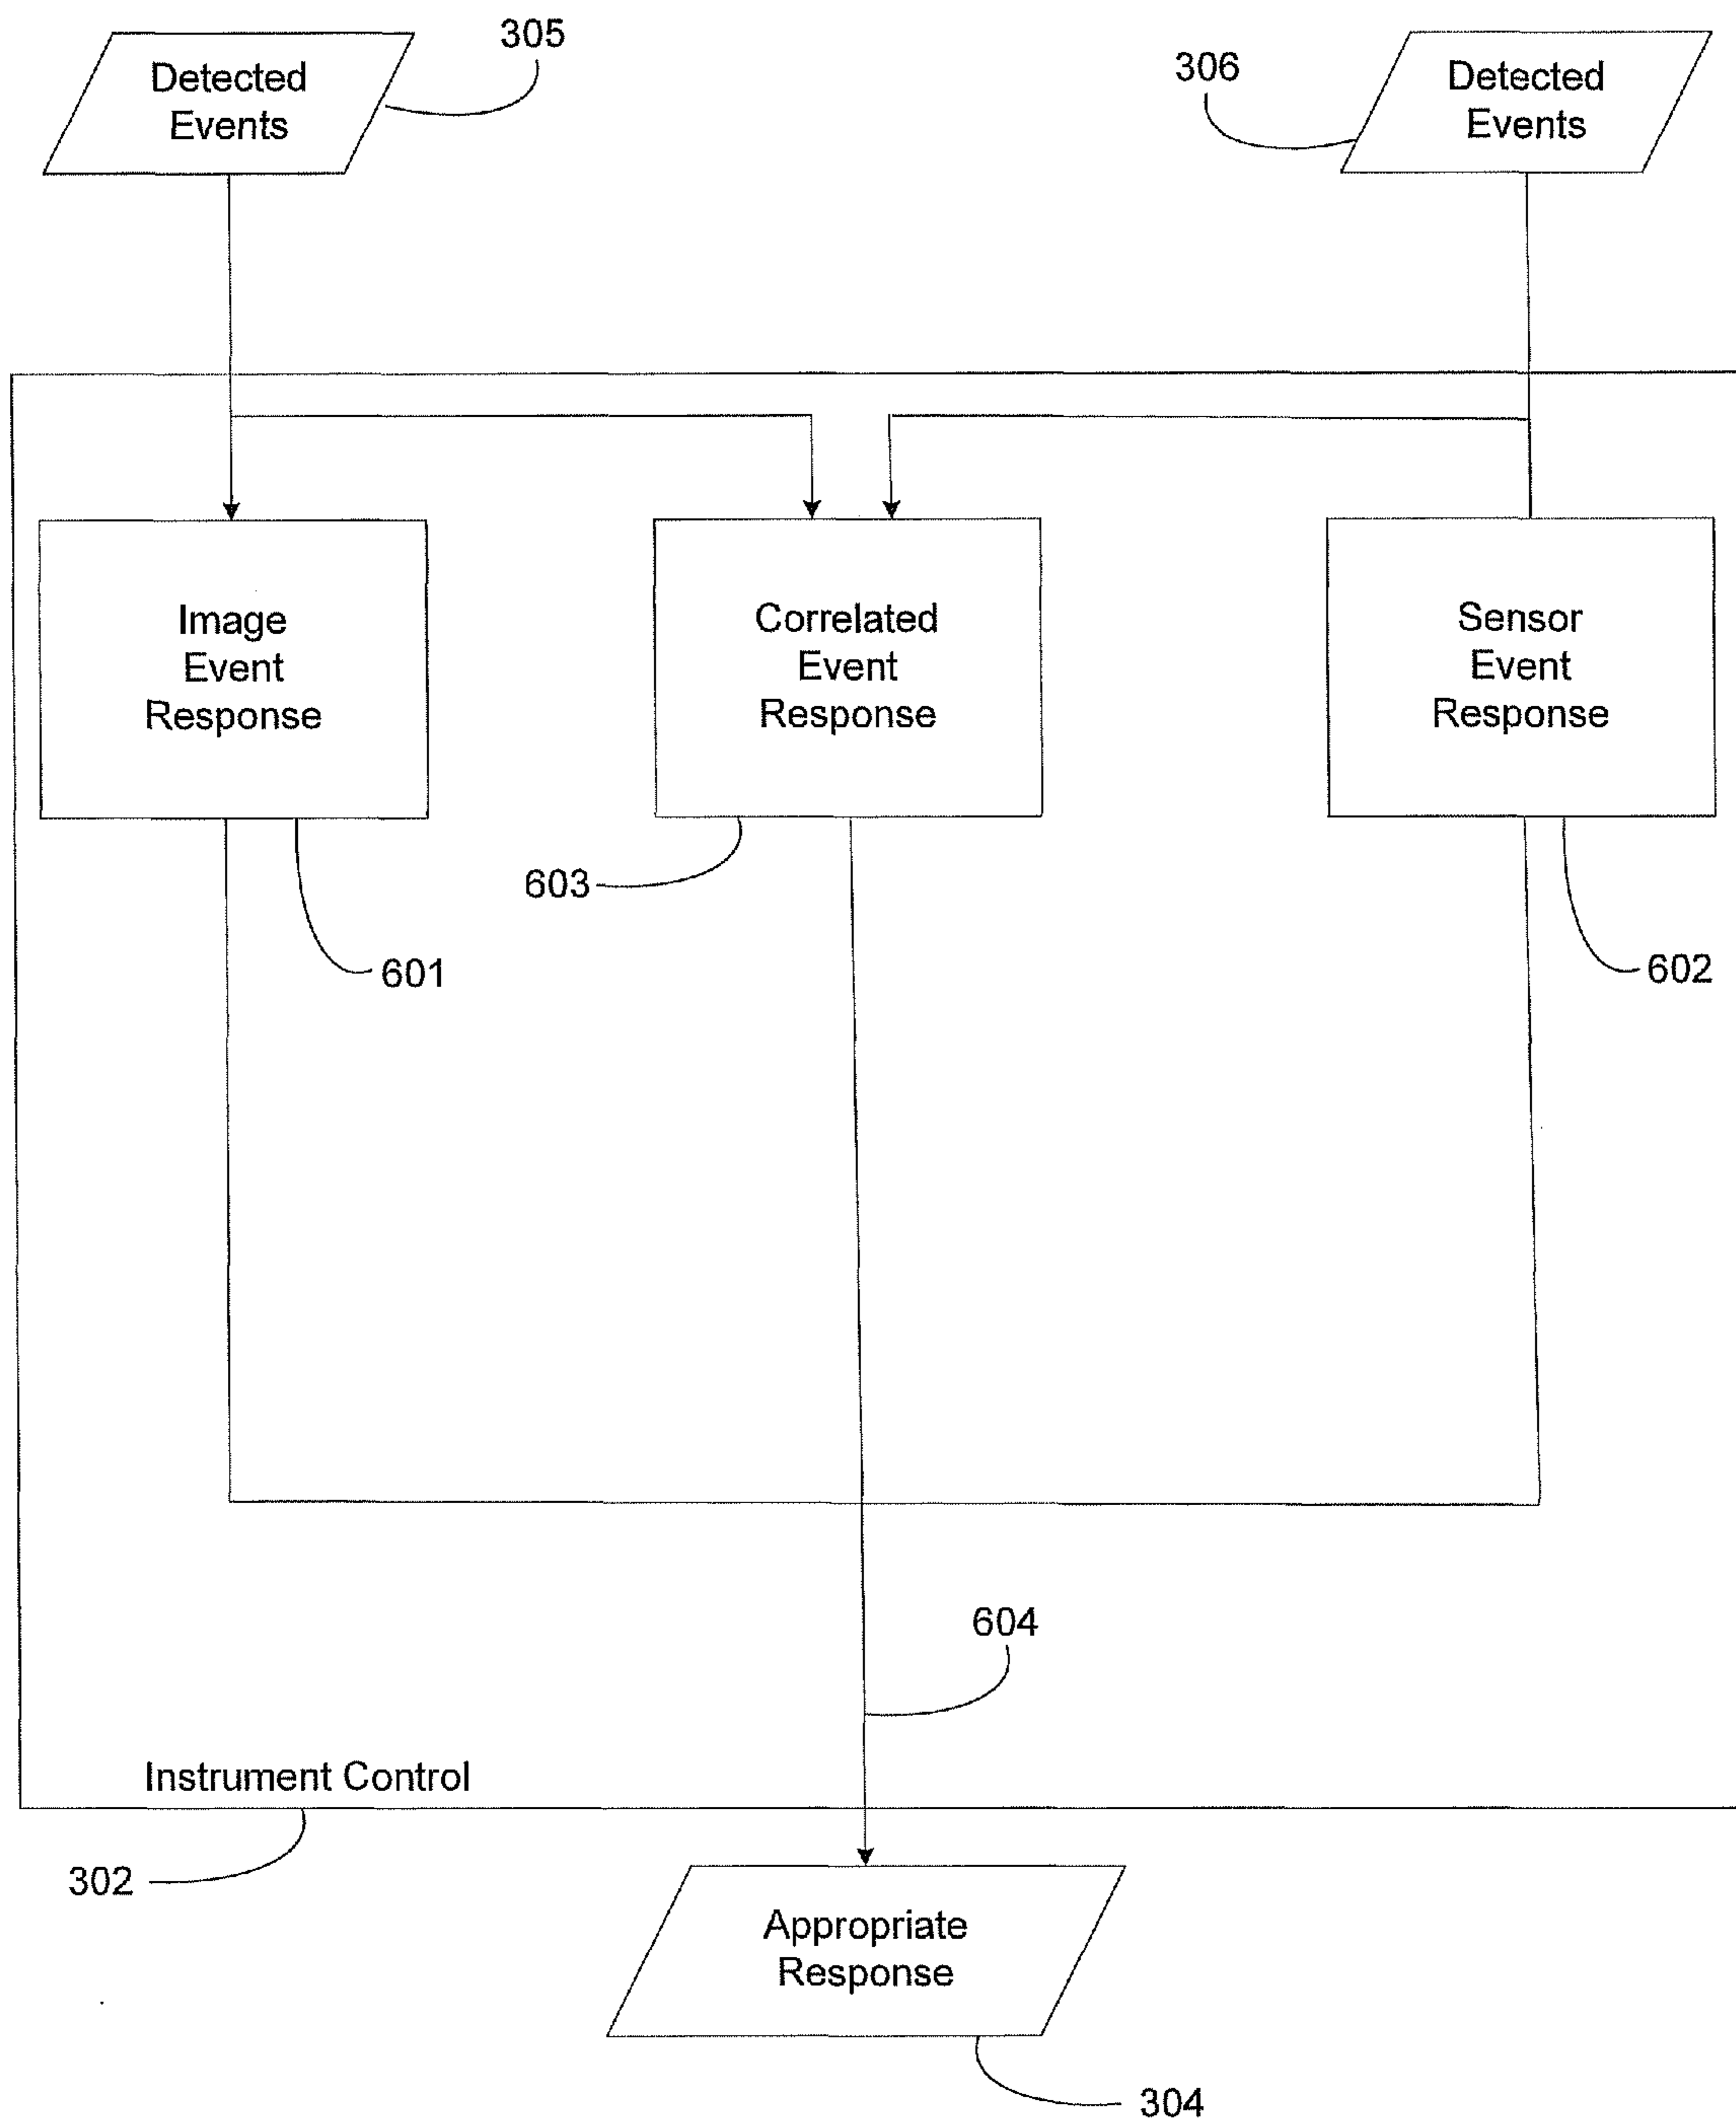 305
Detected
Events
306
Detected
Events
Image
Event
Response
Correlated
Event
Response
Sensor
Event
Response
603
601
602
604
Instrument Control
302
Appropriate
Response
304